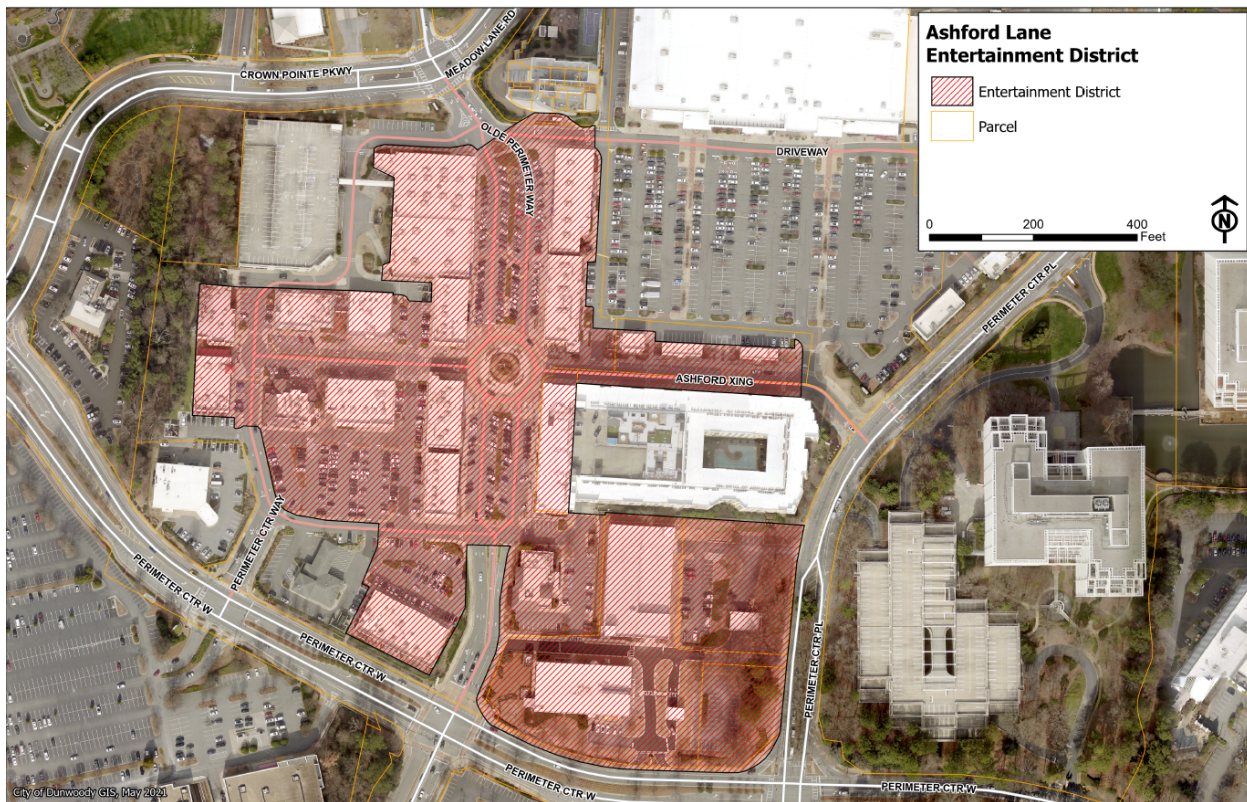 Ashford Lane
Entertainment District
Entertainment District
Parcel
0 200 400
Feet
N
CROWN POINTE PKWY
MEADOW LANE RD
OLDE PERIMETER WAY
DRIVEWAY
PERIMETER CTR PL
ASHFORD XING
PERIMETER CTR WAY
PERIMETER CTR W
PERIMETER CTR W
PERIMETER CTR PL
PERIMETER CTR W
PERIMETER CTR W
City of Dunwoody GIS, May 2021